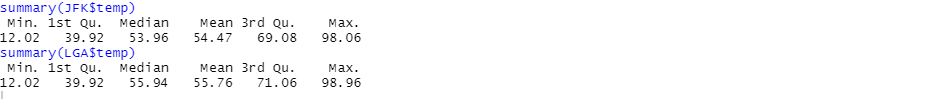 summary(JFK$temp)
Min. 1st Qu. Median Mean 3rd Qu. Max.
12.02 39.92 53.96 54.47 69.08 98.06
summary(LGA$temp)
Min. 1st Qu. Median Mean 3rd Qu. Max.
12.02 39.92 55.94 55.76 71.06 98.96